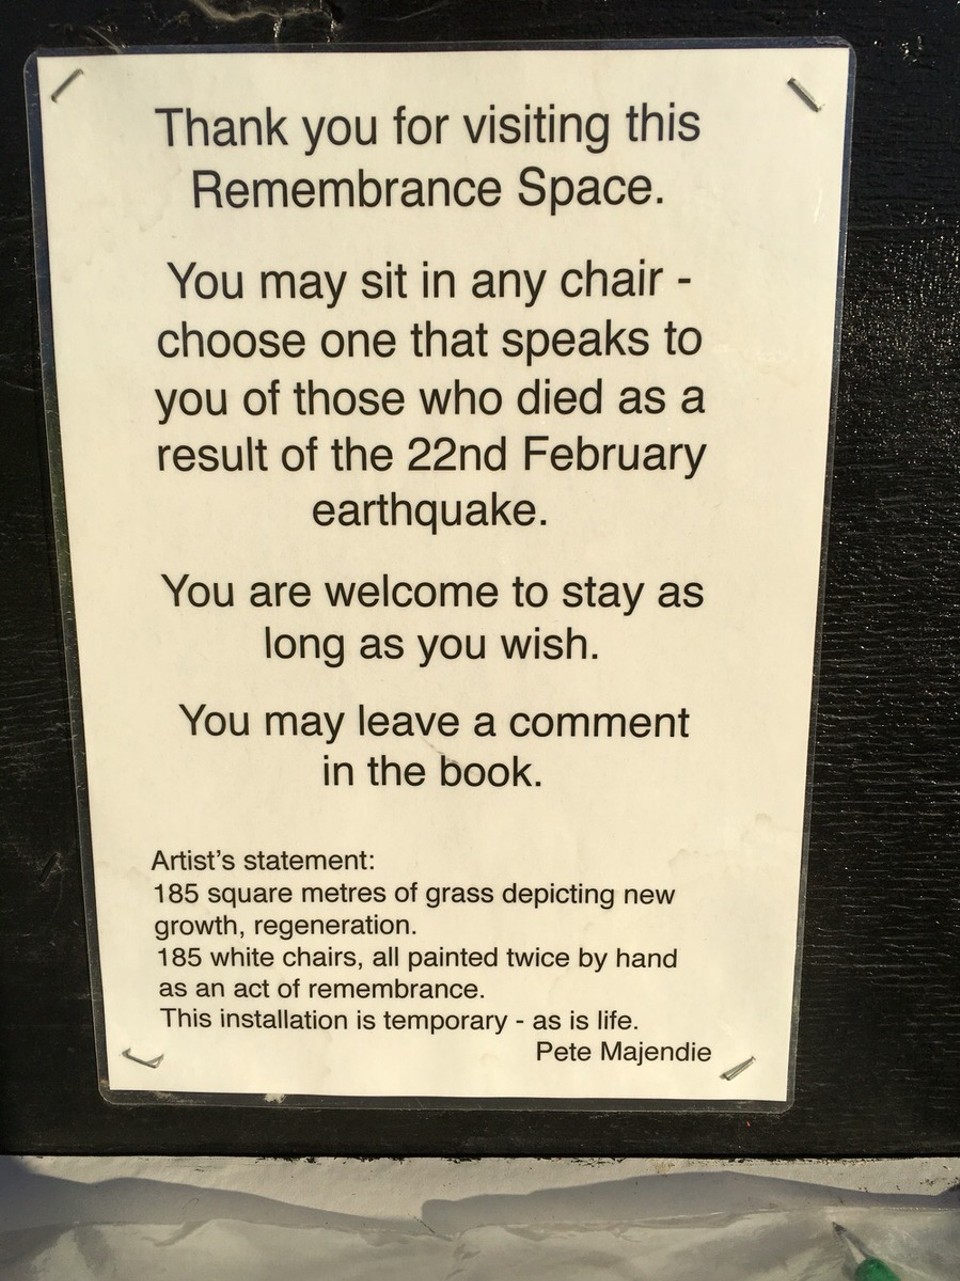 Thank you for visiting this
Remembrance Space.
You may sit in any chair -
choose one that speaks to
you of those who died as a
result of the 22nd February
earthquake.
You are welcome to stay as
long as you wish.
You may leave a comment
in the book.
Artist's statement:
185 square metres of grass depicting new
growth, regeneration.
185 white chairs, all painted twice by hand
as an act of remembrance.
This installation is temporary - as is life.
Pete Majendie